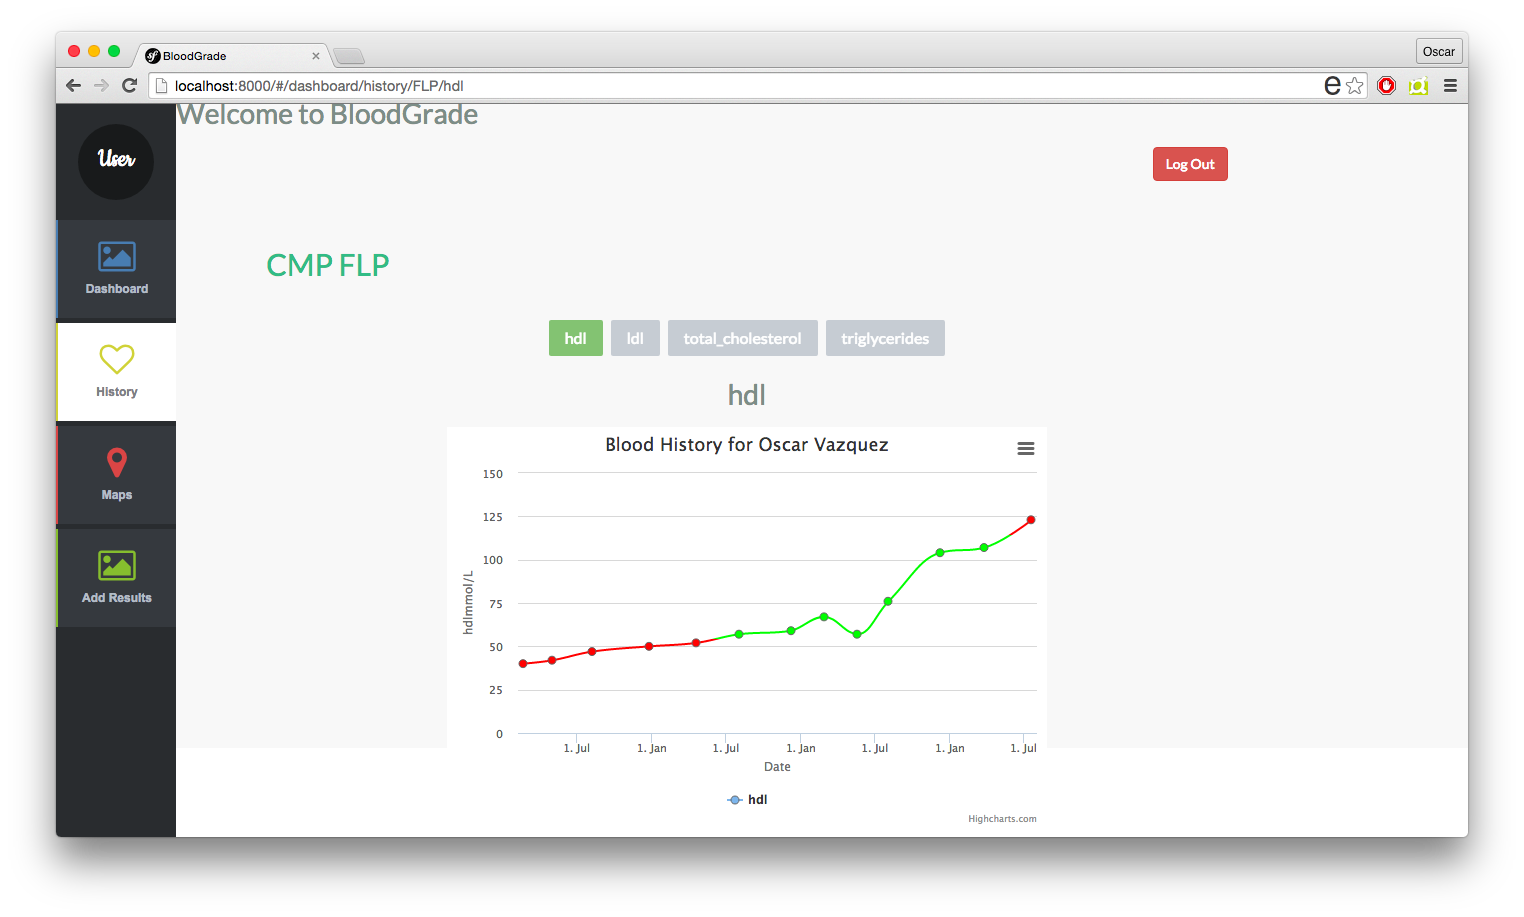 BloodGrade
Oscar
localhost:8000/#/dashboard/history/FLP/hdl
Welcome to BloodGrade
User
Log Out
Dashboard
CMP FLP
hdl ldl total_cholesterol triglycerides
History
hdl
Blood History for Oscar Vazquez
Maps
Add Results
hdlmmol/L
150
125
100
75
50
25
0
1. Jul 1. Jan 1. Jul 1. Jan 1. Jul 1. Jan 1. Jul
Date
hdl
Highcharts.com